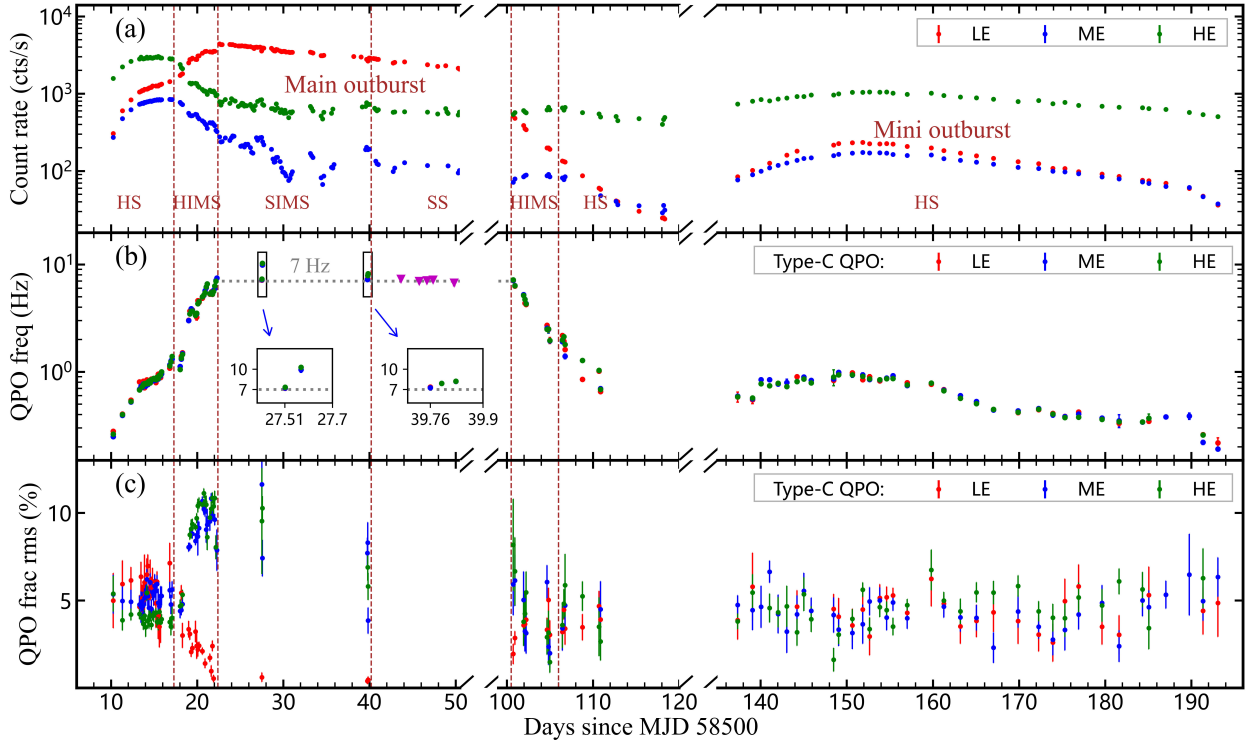 (a)
LE ME HE
Main outburst
Mini outburst
HS HIMS SIMS SS HIMS HS HS
Count rate (cts/s)
10⁴
10³
10²
(b)
7 Hz
Type-C QPO: LE ME HE
QPO freq (Hz)
10¹
10⁰
10
7
27.51 27.7
10
7
39.76 39.9
(c)
Type-C QPO: LE ME HE
QPO frac rms (%)
10
5
10 20 30 40 50 100 110 120 140 150 160 170 180 190
Days since MJD 58500